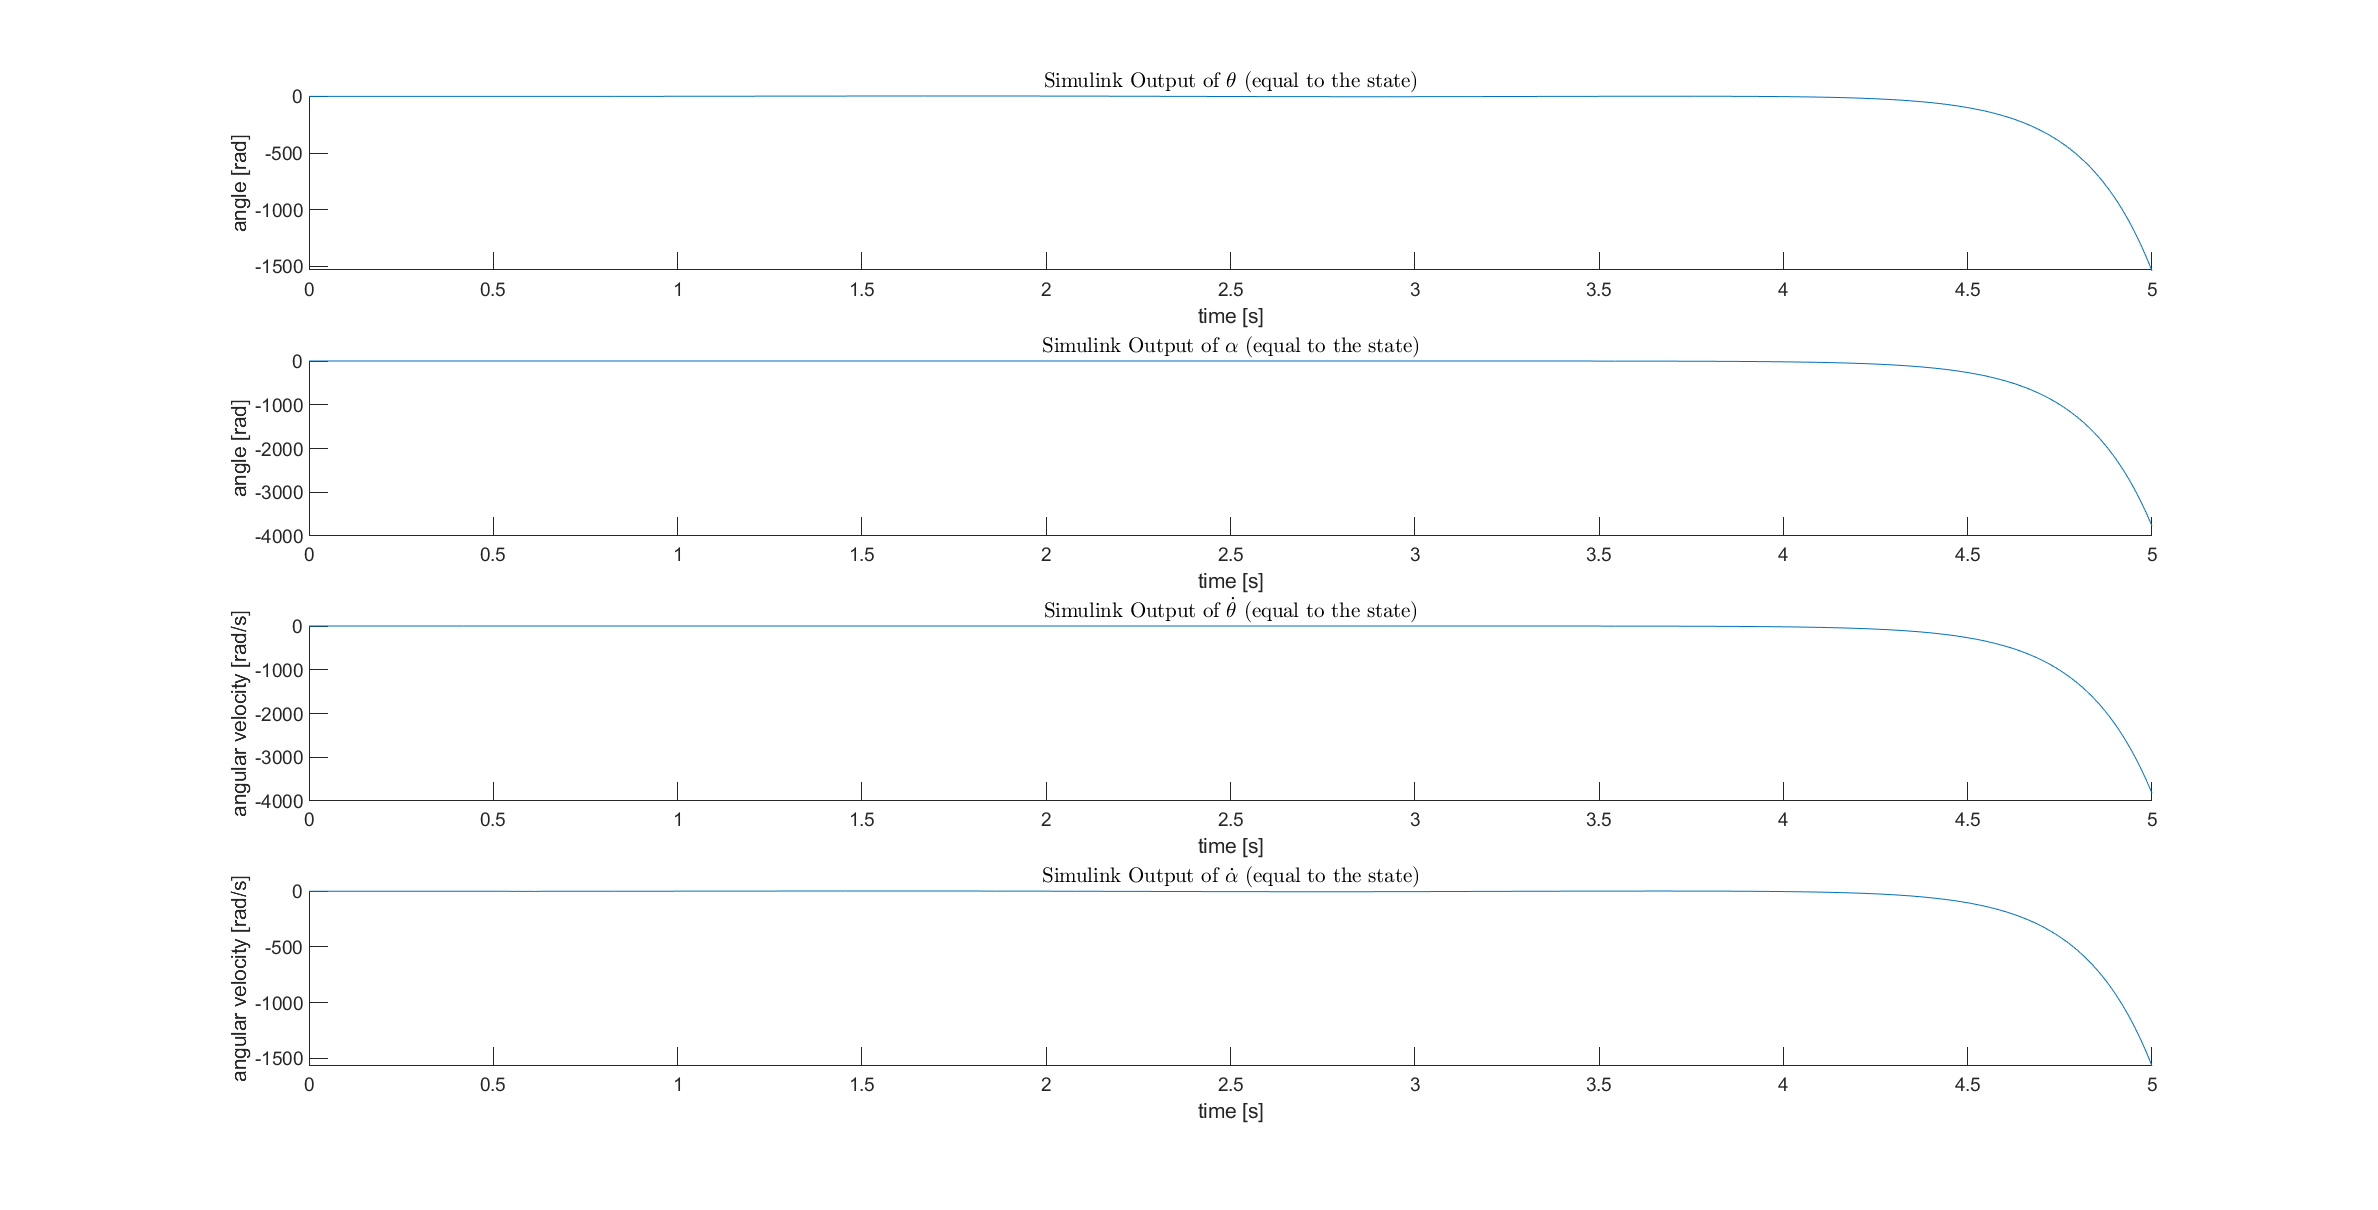 Simulink Output of θ (equal to the state)
0
-500
-1000
-1500
angle [rad]
0 0.5 1 1.5 2 2.5 3 3.5 4 4.5 5
time [s]
Simulink Output of α (equal to the state)
0
-1000
-2000
-3000
-4000
angle [rad]
0 0.5 1 1.5 2 2.5 3 3.5 4 4.5 5
time [s]
Simulink Output of θ̇ (equal to the state)
0
-1000
-2000
-3000
-4000
angular velocity [rad/s]
0 0.5 1 1.5 2 2.5 3 3.5 4 4.5 5
time [s]
Simulink Output of α̇ (equal to the state)
0
-500
-1000
-1500
angular velocity [rad/s]
0 0.5 1 1.5 2 2.5 3 3.5 4 4.5 5
time [s]